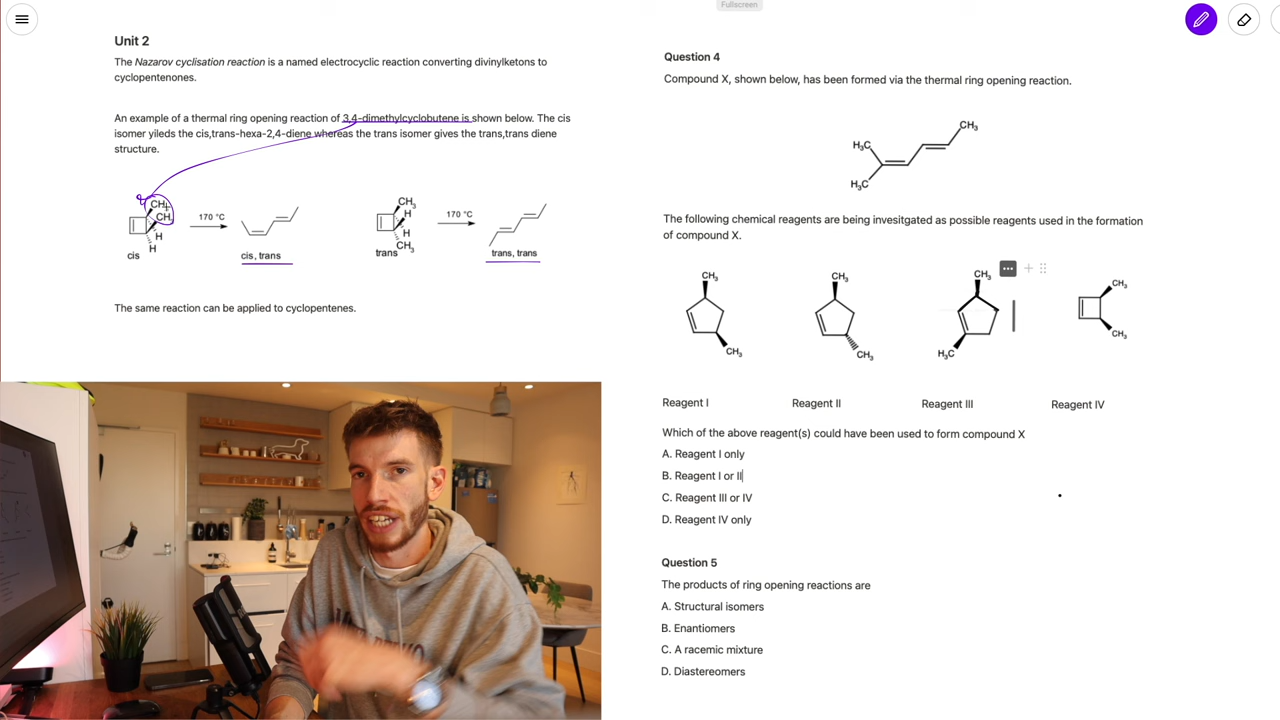 Fullscreen
Unit 2
The Nazarov cyclisation reaction is a named electrocyclic reaction converting divinylketons to
cyclopentenones.
An example of a thermal ring opening reaction of 3,4-dimethylcyclobutene is shown below. The cis
isomer yileds the cis,trans-hexa-2,4-diene whereas the trans isomer gives the trans,trans diene
structure.
CH3
CH3
H
H
170 °C
cis
cis, trans
CH3
H
H
CH3
170 °C
trans
trans, trans
The same reaction can be applied to cyclopentenes.
Question 4
Compound X, shown below, has been formed via the thermal ring opening reaction.
CH3
H3C
H3C
The following chemical reagents are being invesitgated as possible reagents used in the formation
of compound X.
CH3
CH3
CH3
CH3
CH3
H3C
CH3
CH3
Reagent I
Reagent II
Reagent III
Reagent IV
Which of the above reagent(s) could have been used to form compound X
A. Reagent I only
B. Reagent I or II
C. Reagent III or IV
D. Reagent IV only
Question 5
The products of ring opening reactions are
A. Structural isomers
B. Enantiomers
C. A racemic mixture
D. Diastereomers